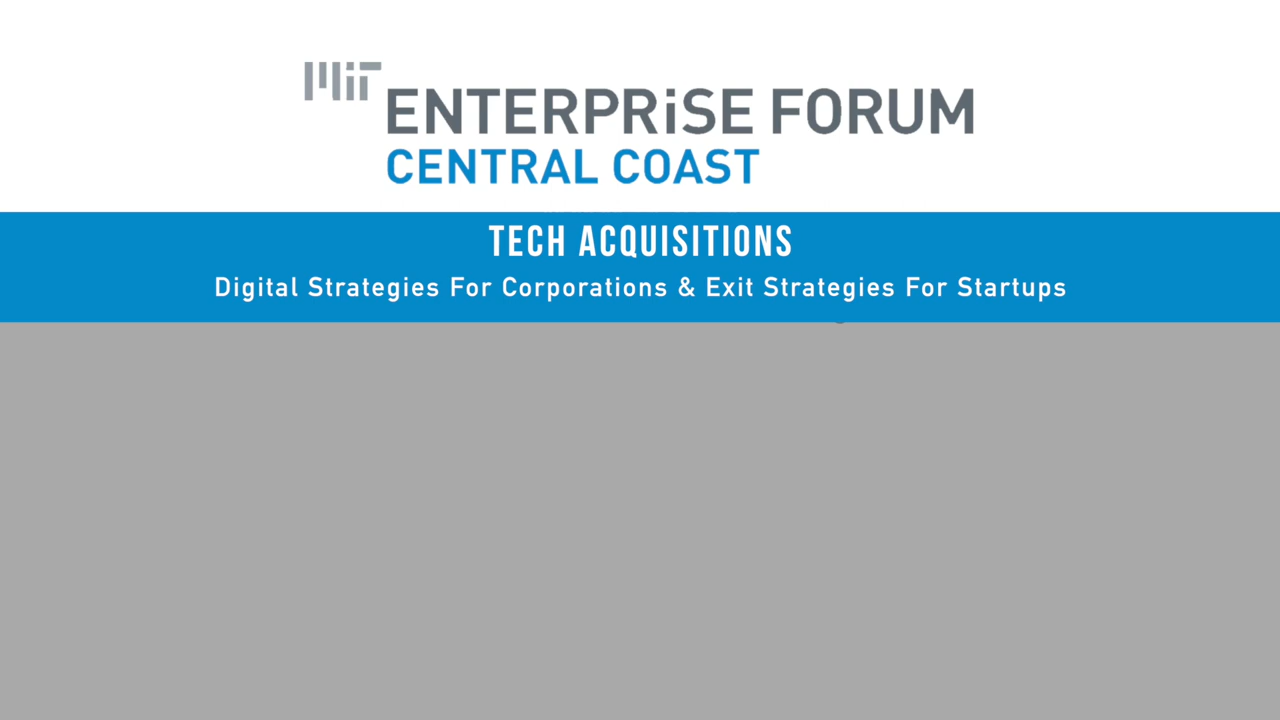 MIT
ENTERPRiSE FORUM
CENTRAL COAST
TECH ACQUISITIONS
Digital Strategies For Corporations & Exit Strategies For Startups